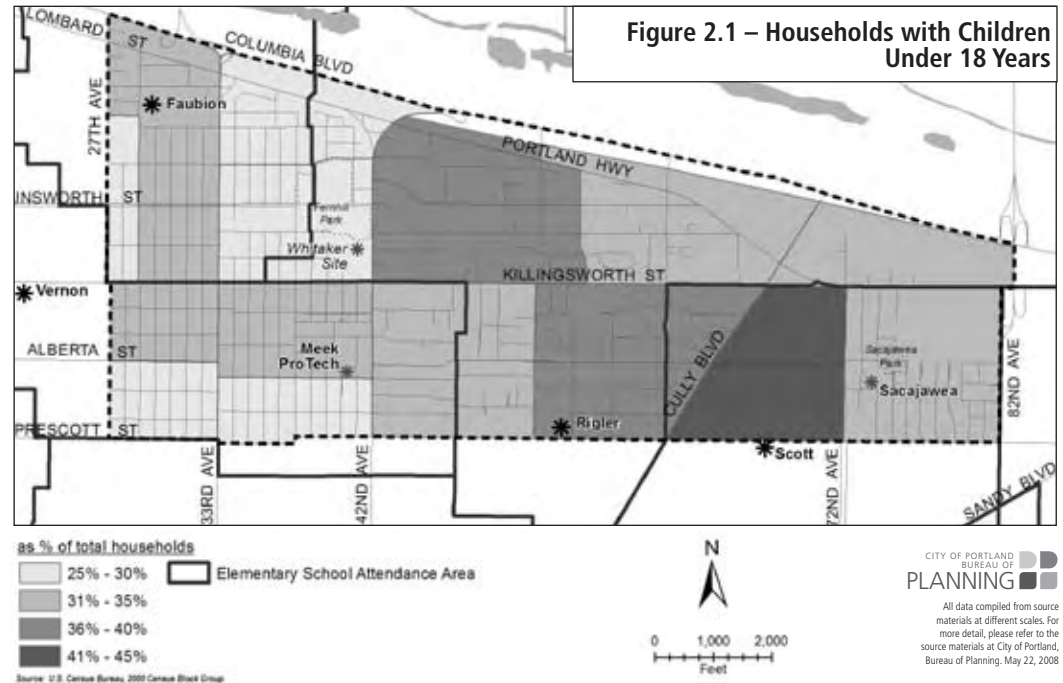 Figure 2.1 – Households with Children
Under 18 Years
LOMBARD ST
COLUMBIA BLVD
27TH AVE
Faubion
PORTLAND HWY
INSWORTH ST
Fernhill
Park
Whitaker
Site
KILLINGSWORTH ST
Vernon
ALBERTA ST
Meek
ProTech
CULLY BLVD
Sacajawea
Park
Sacajawea
82ND AVE
PRESCOTT ST
Rigler
Scott
33RD AVE
42ND AVE
72ND AVE
SANDY BLVD
as % of total households
25% - 30%
Elementary School Attendance Area
31% - 35%
36% - 40%
41% - 45%
Source: U.S. Census Bureau, 2000 Census Block Group
N
0 1,000 2,000
Feet
CITY OF PORTLAND
BUREAU OF
PLANNING
All data compiled from source
materials at different scales. For
more detail, please refer to the
source materials at City of Portland,
Bureau of Planning. May 22, 2008